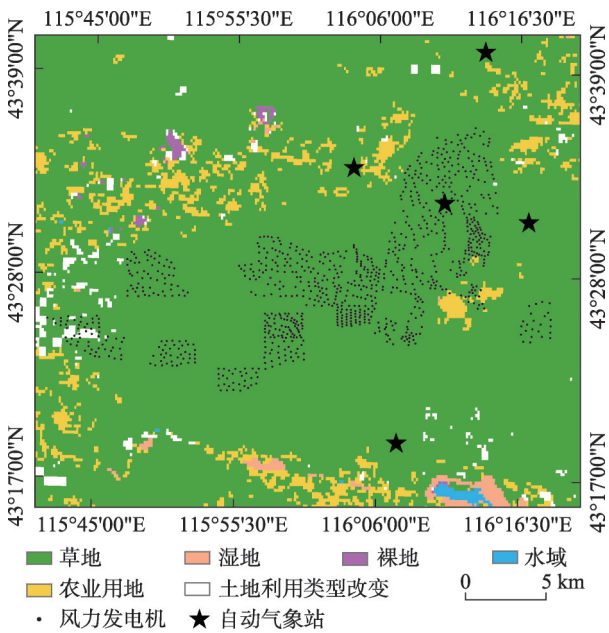 115°45'00"E 115°55'30"E 116°06'00"E 116°16'30"E
43°39'00"N 43°39'00"N
43°28'00"N 43°28'00"N
43°17'00"N 43°17'00"N
115°45'00"E 115°55'30"E 116°06'00"E 116°16'30"E
草地 湿地 裸地 水域
农业用地 土地利用类型改变 0 5 km
风力发电机 自动气象站